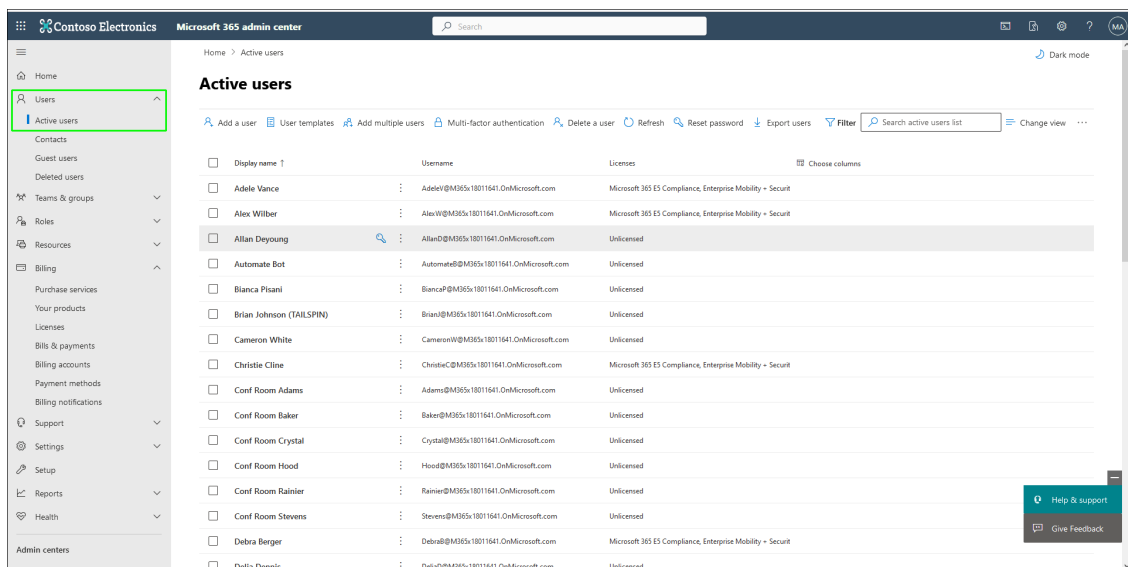 Contoso Electronics Microsoft 365 admin center Search ? MA
Home > Active users Dark mode
Active users
Home
Users
Active users
Contacts
Guest users
Deleted users
Teams & groups
Roles
Resources
Billing
Purchase services
Your products
Licenses
Bills & payments
Billing accounts
Payment methods
Billing notifications
Support
Settings
Setup
Reports
Health
Admin centers
Add a user User templates Add multiple users Multi-factor authentication Delete a user Refresh Reset password Export users Filter Search active users list Change view ...
Display name ↑ Username Licenses Choose columns
Adele Vance AdeleV@M365x18011641.OnMicrosoft.com Microsoft 365 E5 Compliance, Enterprise Mobility + Securit
Alex Wilber AlexW@M365x18011641.OnMicrosoft.com Microsoft 365 E5 Compliance, Enterprise Mobility + Securit
Allan Deyoung AllanD@M365x18011641.OnMicrosoft.com Unlicensed
Automate Bot AutomateB@M365x18011641.OnMicrosoft.com Unlicensed
Bianca Pisani BiancaP@M365x18011641.OnMicrosoft.com Unlicensed
Brian Johnson (TAILSPIN) BrianJ@M365x18011641.OnMicrosoft.com Unlicensed
Cameron White CameronW@M365x18011641.OnMicrosoft.com Unlicensed
Christie Cline ChristieC@M365x18011641.OnMicrosoft.com Microsoft 365 E5 Compliance, Enterprise Mobility + Securit
Conf Room Adams Adams@M365x18011641.OnMicrosoft.com Unlicensed
Conf Room Baker Baker@M365x18011641.OnMicrosoft.com Unlicensed
Conf Room Crystal Crystal@M365x18011641.OnMicrosoft.com Unlicensed
Conf Room Hood Hood@M365x18011641.OnMicrosoft.com Unlicensed
Conf Room Rainier Rainier@M365x18011641.OnMicrosoft.com Unlicensed
Conf Room Stevens Stevens@M365x18011641.OnMicrosoft.com Unlicensed
Debra Berger DebraB@M365x18011641.OnMicrosoft.com Microsoft 365 E5 Compliance, Enterprise Mobility + Securit
Delia Dennis DeliaD@M365x18011641.OnMicrosoft.com Unlicensed
Help & support
Give Feedback